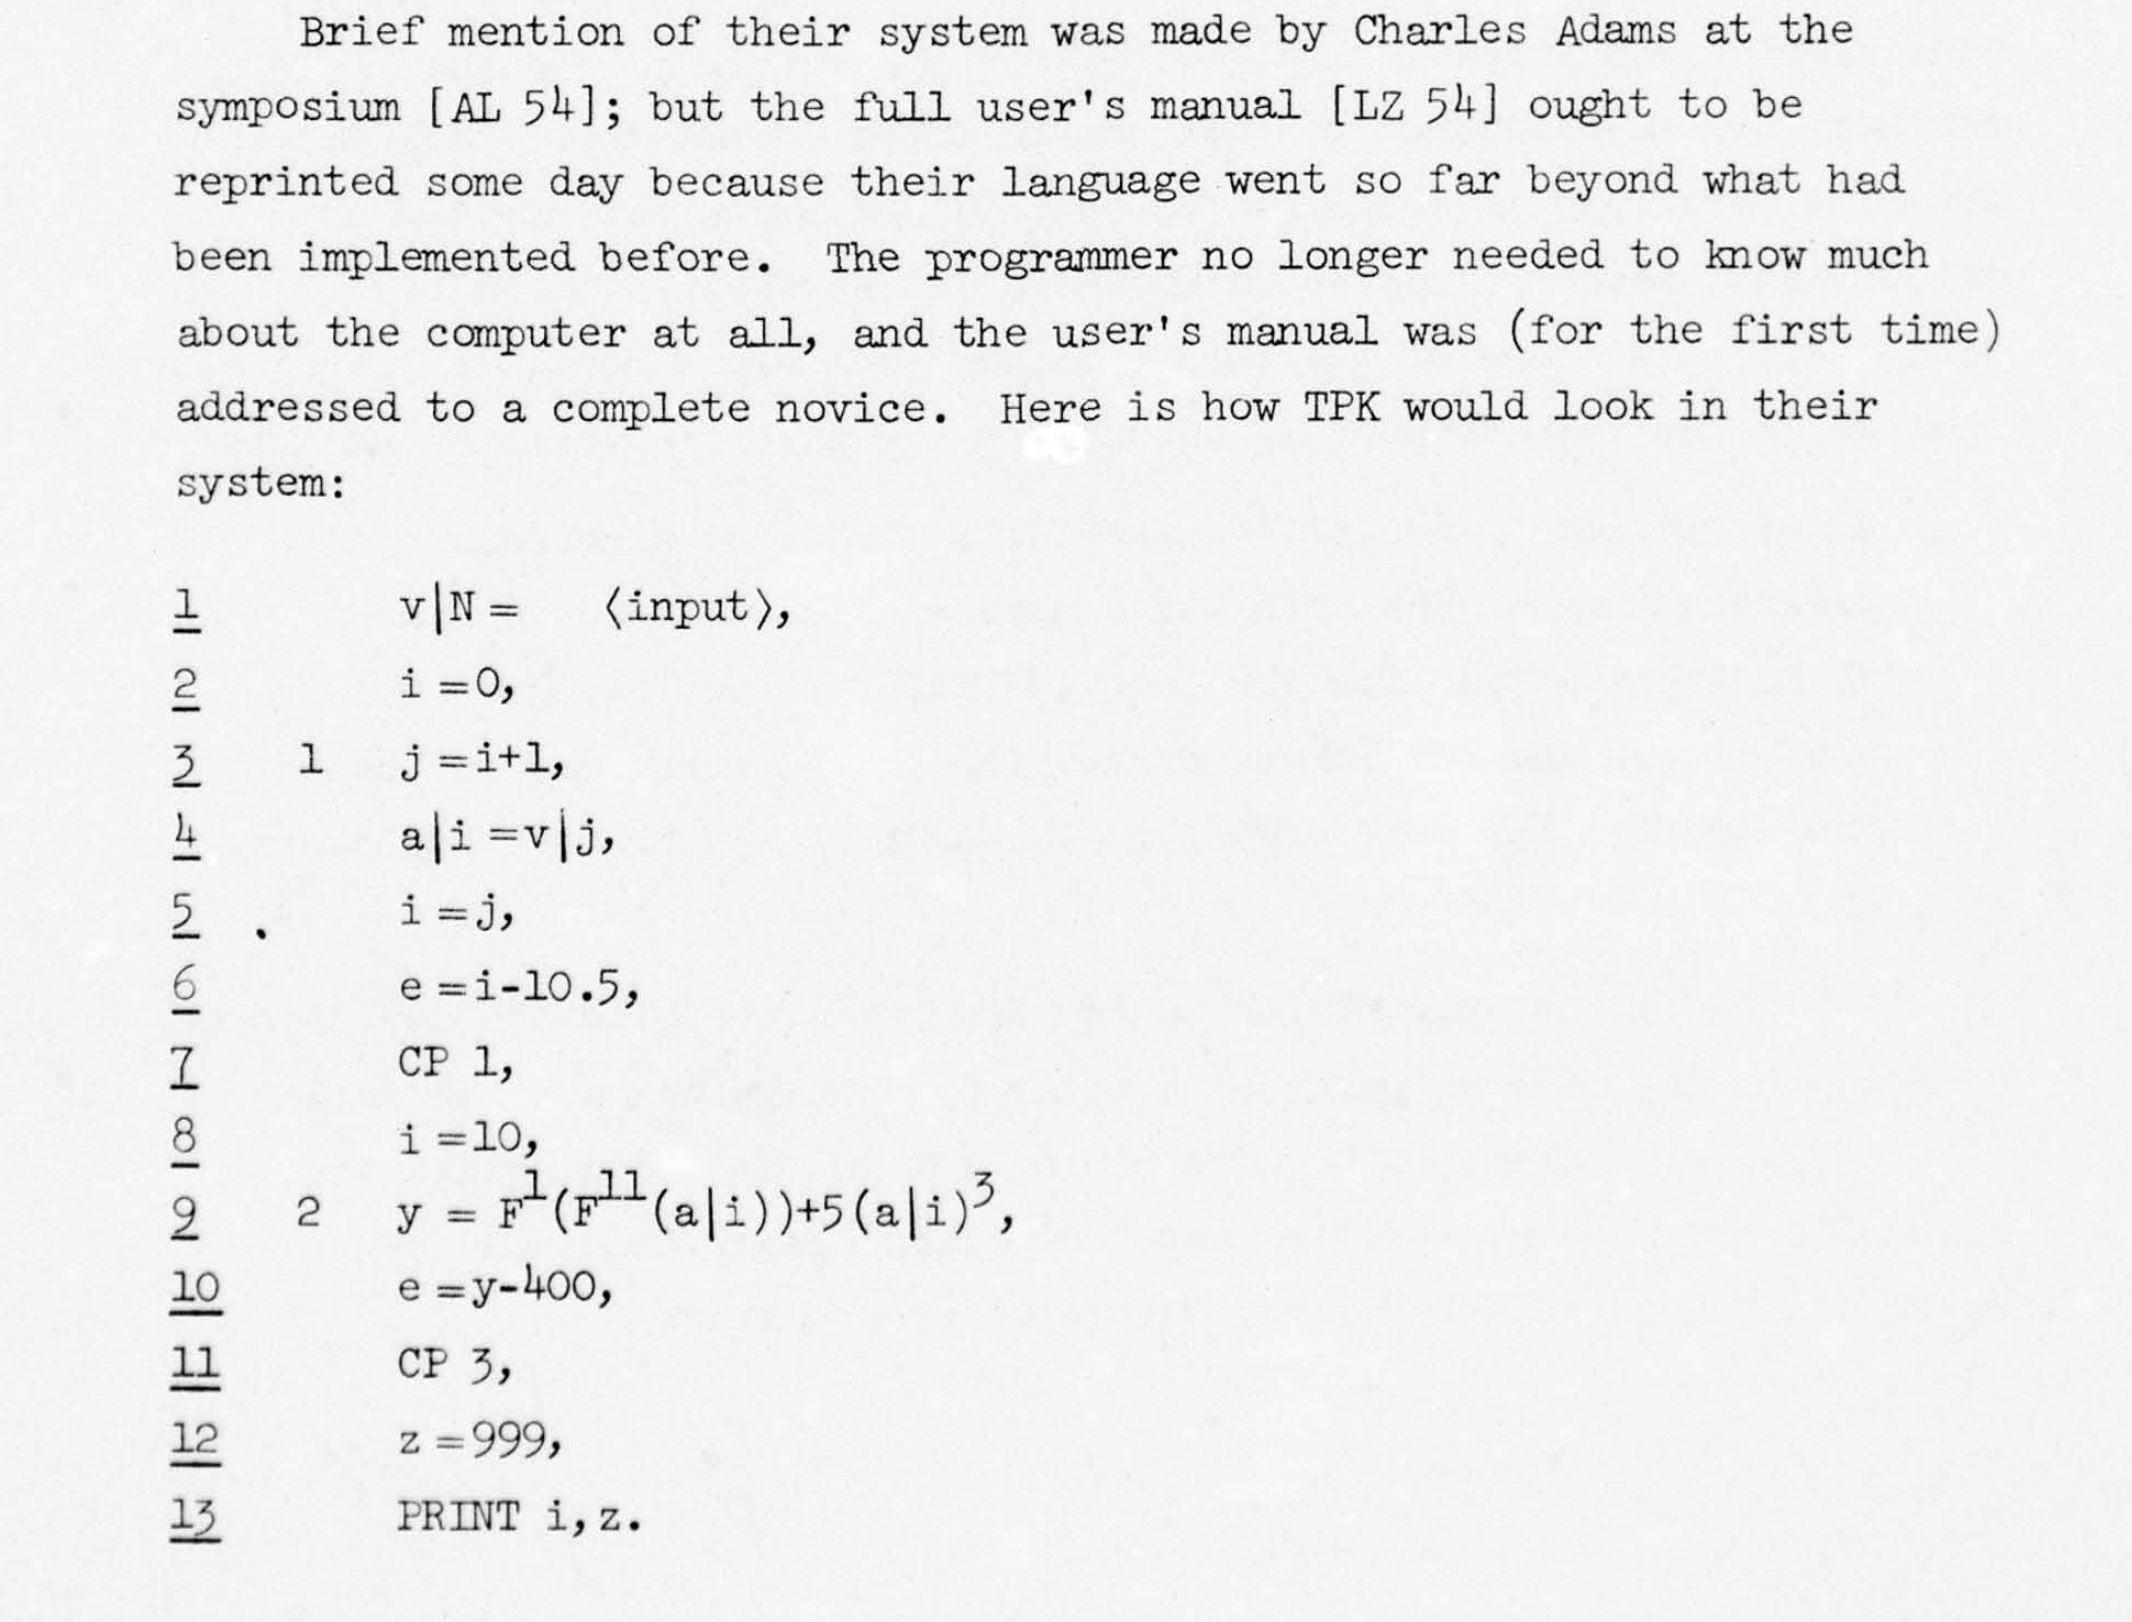 Brief mention of their system was made by Charles Adams at the
symposium [AL 54]; but the full user's manual [LZ 54] ought to be
reprinted some day because their language went so far beyond what had
been implemented before. The programmer no longer needed to know much
about the computer at all, and the user's manual was (for the first time)
addressed to a complete novice. Here is how TPK would look in their
system:
1 v|N = ⟨input⟩,
2 i =0,
3 1 j =i+1,
4 a|i =v|j,
5 . i =j,
6 e =i-10.5,
7 CP 1,
8 i =10,
9 2 y = F¹(F¹¹(a|i))+5(a|i)³,
10 e =y-400,
11 CP 3,
12 z =999,
13 PRINT i,z.